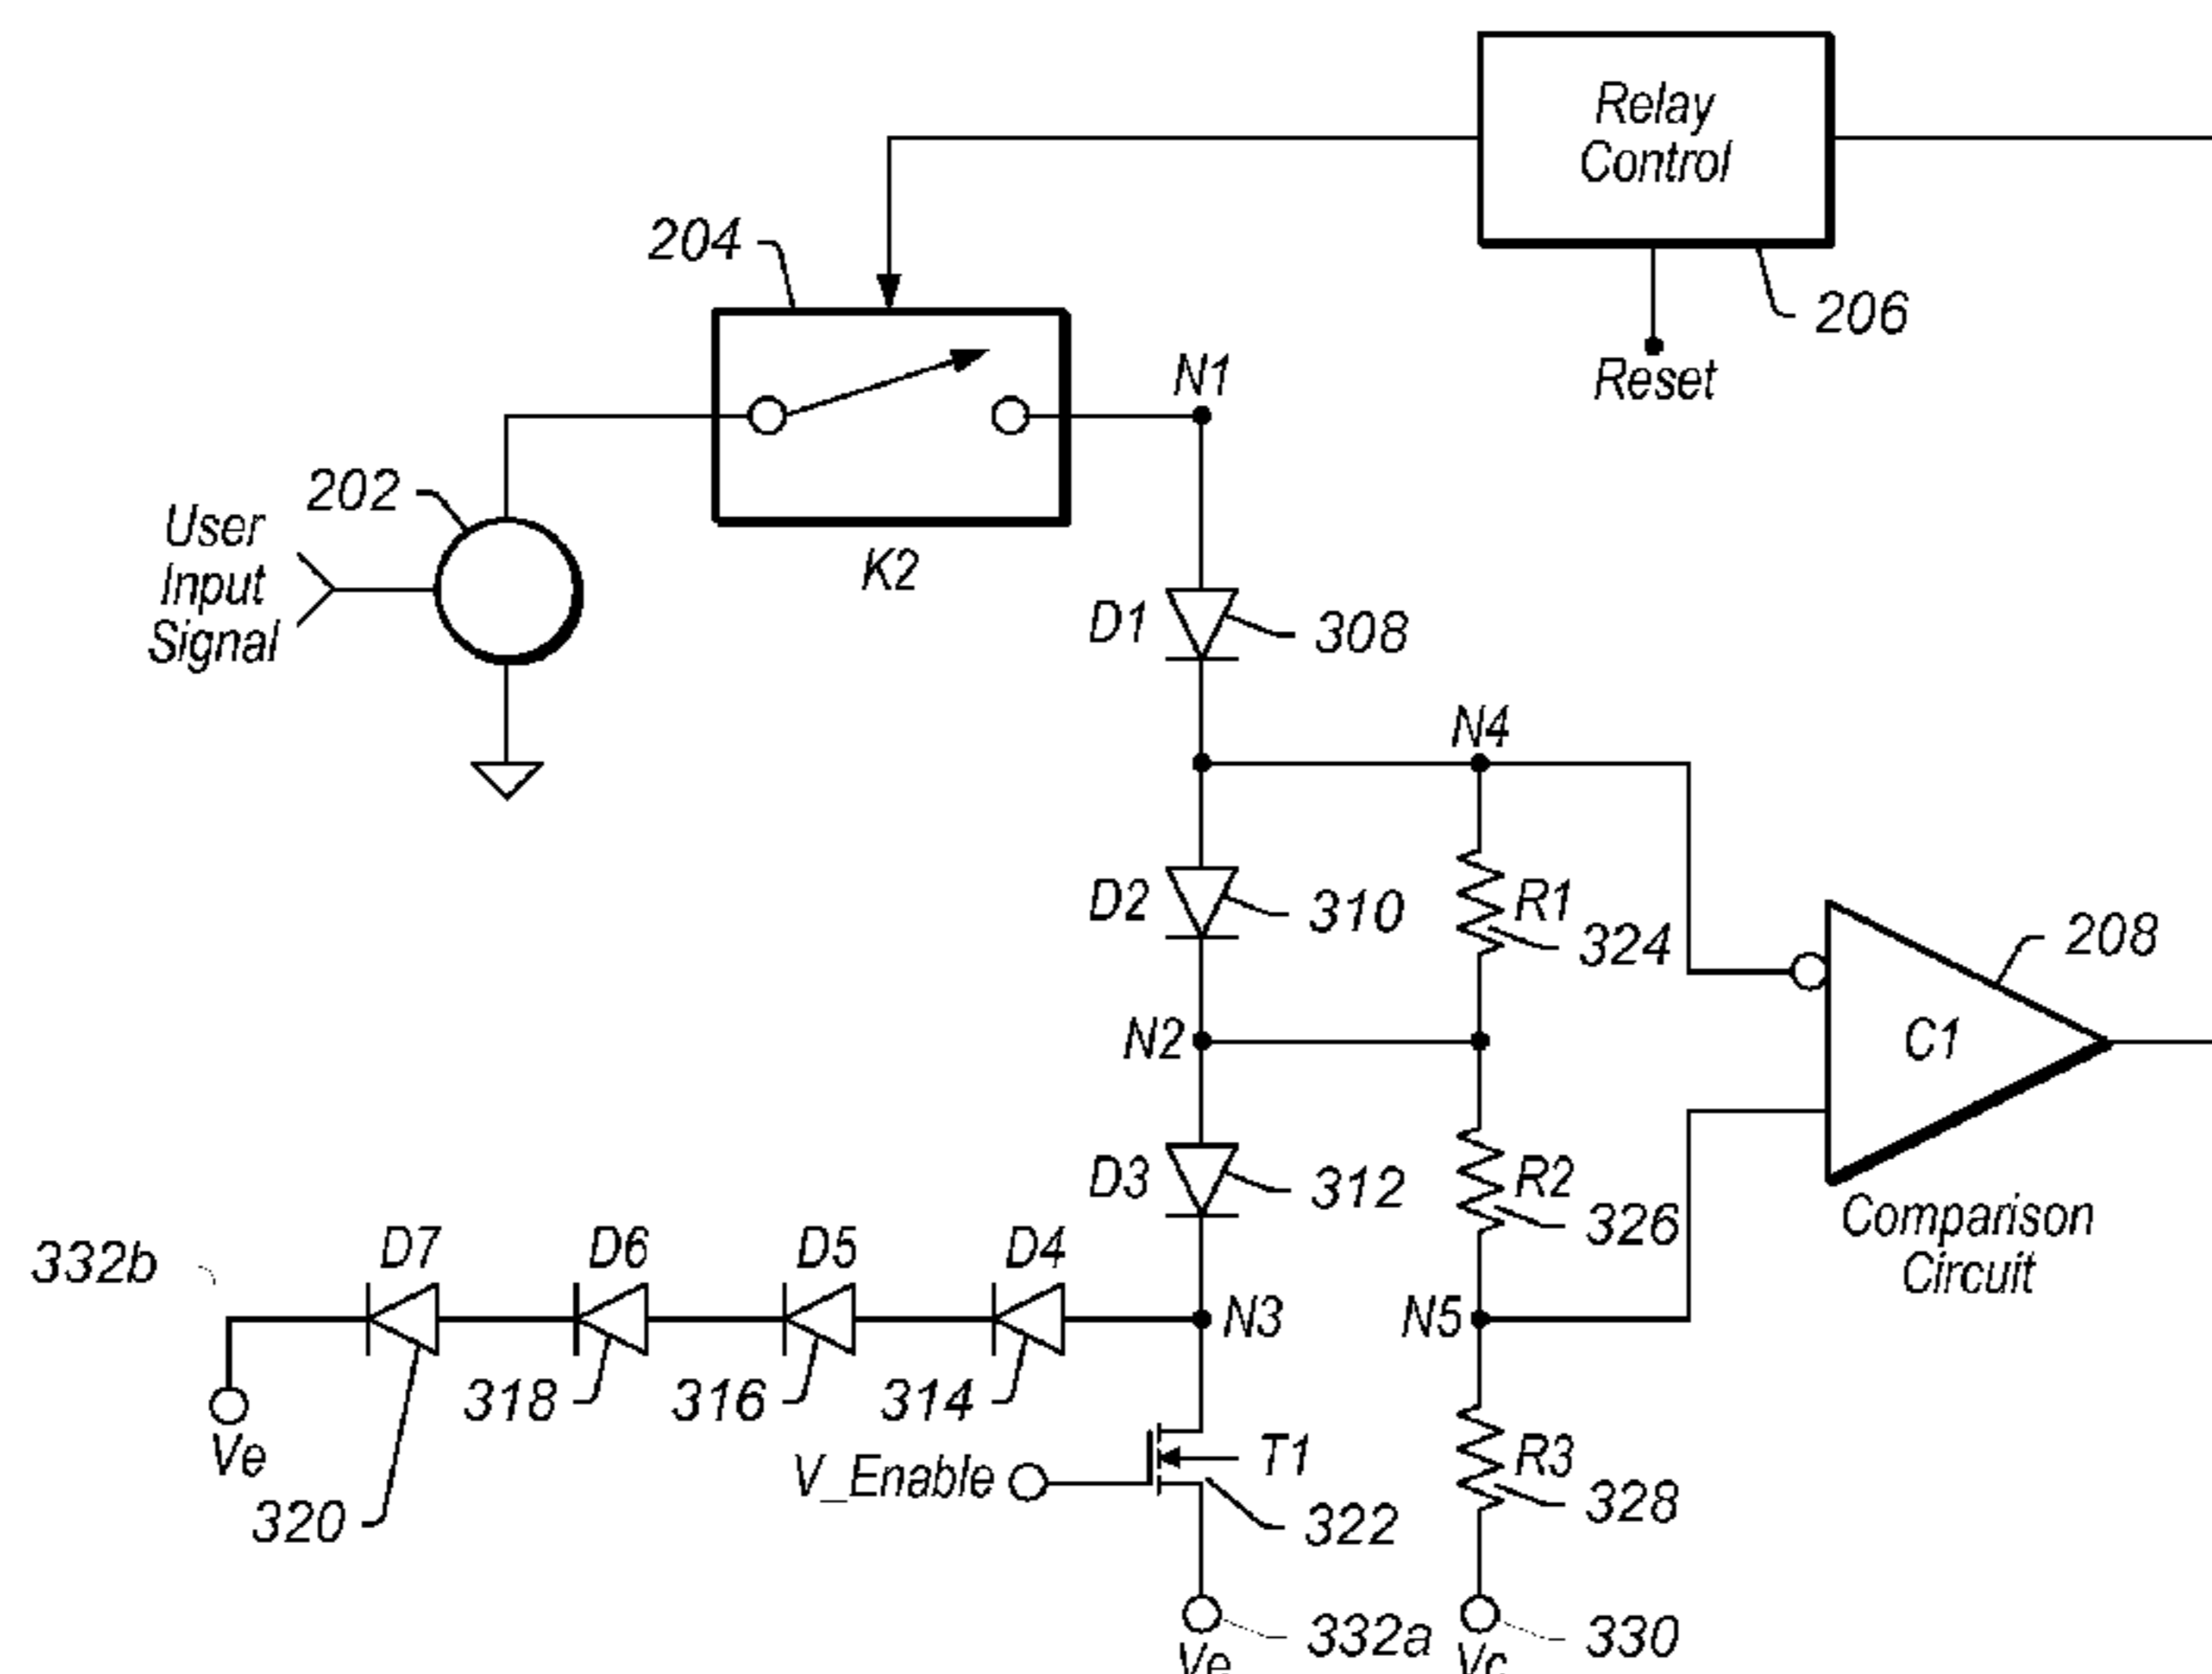 Relay
Control
204
206
Reset
N1
202
User
Input
Signal
K2
D1
308
N4
D2
310
R1
324
208
C1
N2
D3
312
R2
326
Comparison
Circuit
332b
D7
D6
D5
D4
N3
N5
318
316
314
Ve
V_Enable
T1
R3
328
320
322
332a
330
Ve
Vc